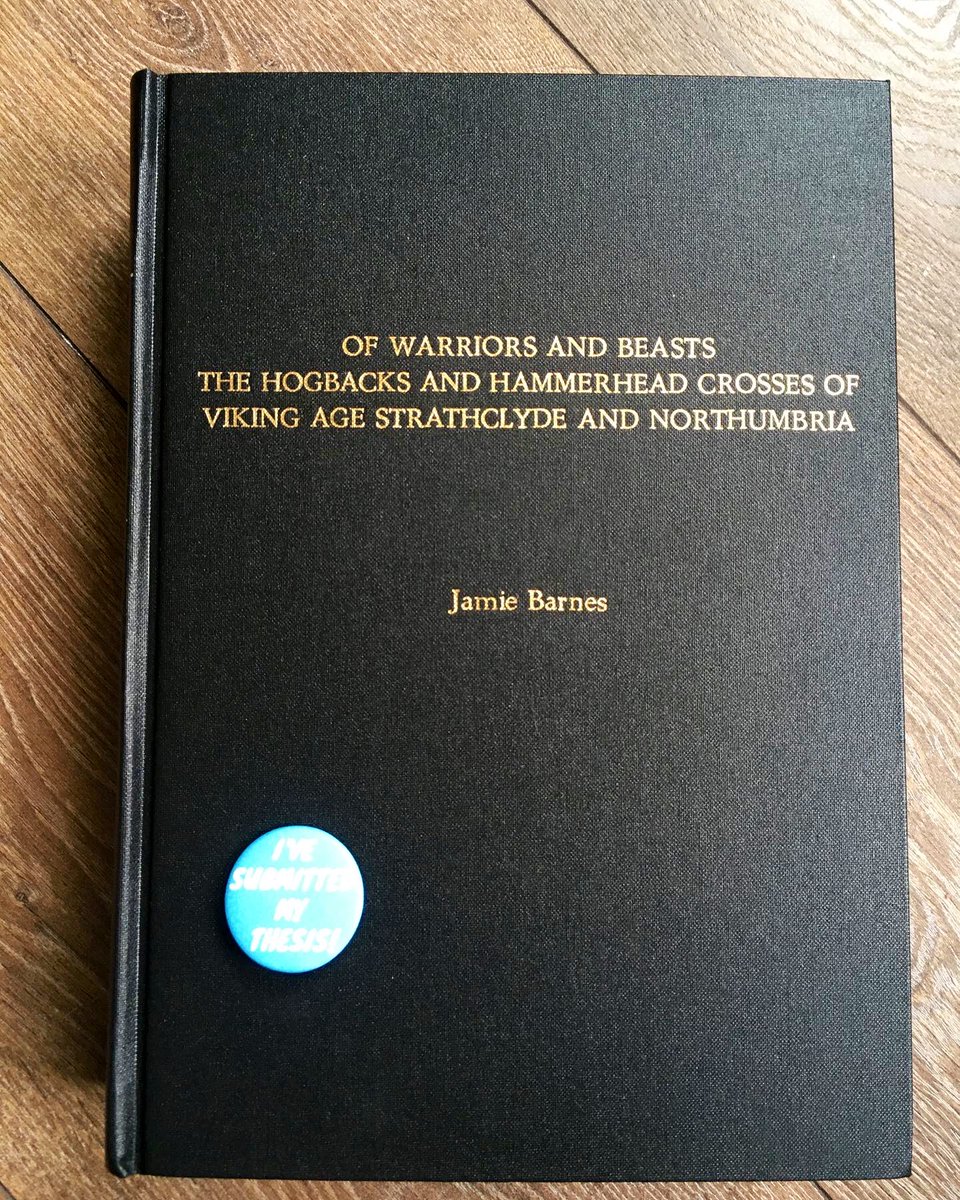 OF WARRIORS AND BEASTS
THE HOGBACKS AND HAMMERHEAD CROSSES OF
VIKING AGE STRATHCLYDE AND NORTHUMBRIA
Jamie Barnes
I'VE
SUBMITTED
MY
THESIS!